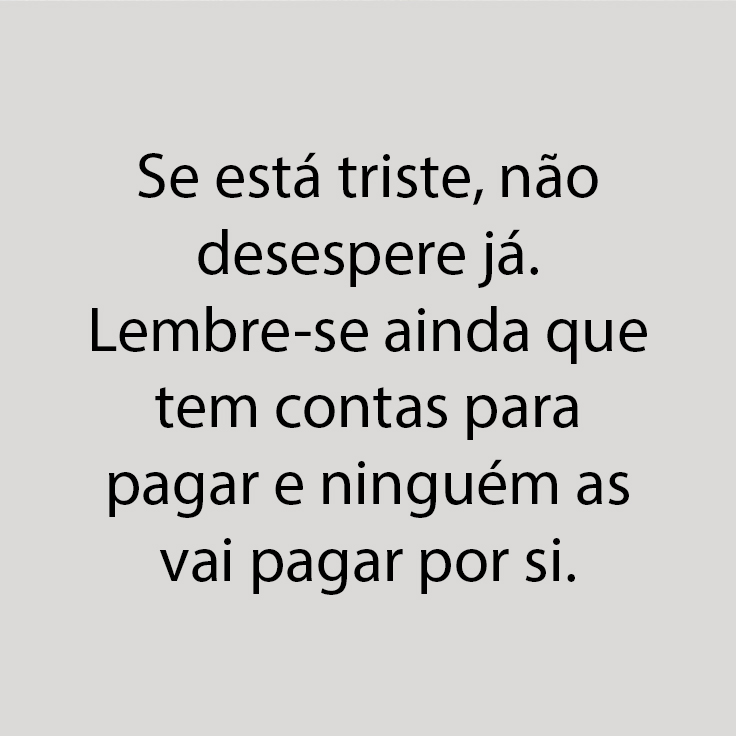 Se está triste, não
desespere já.
Lembre-se ainda que
tem contas para
pagar e ninguém as
vai pagar por si.